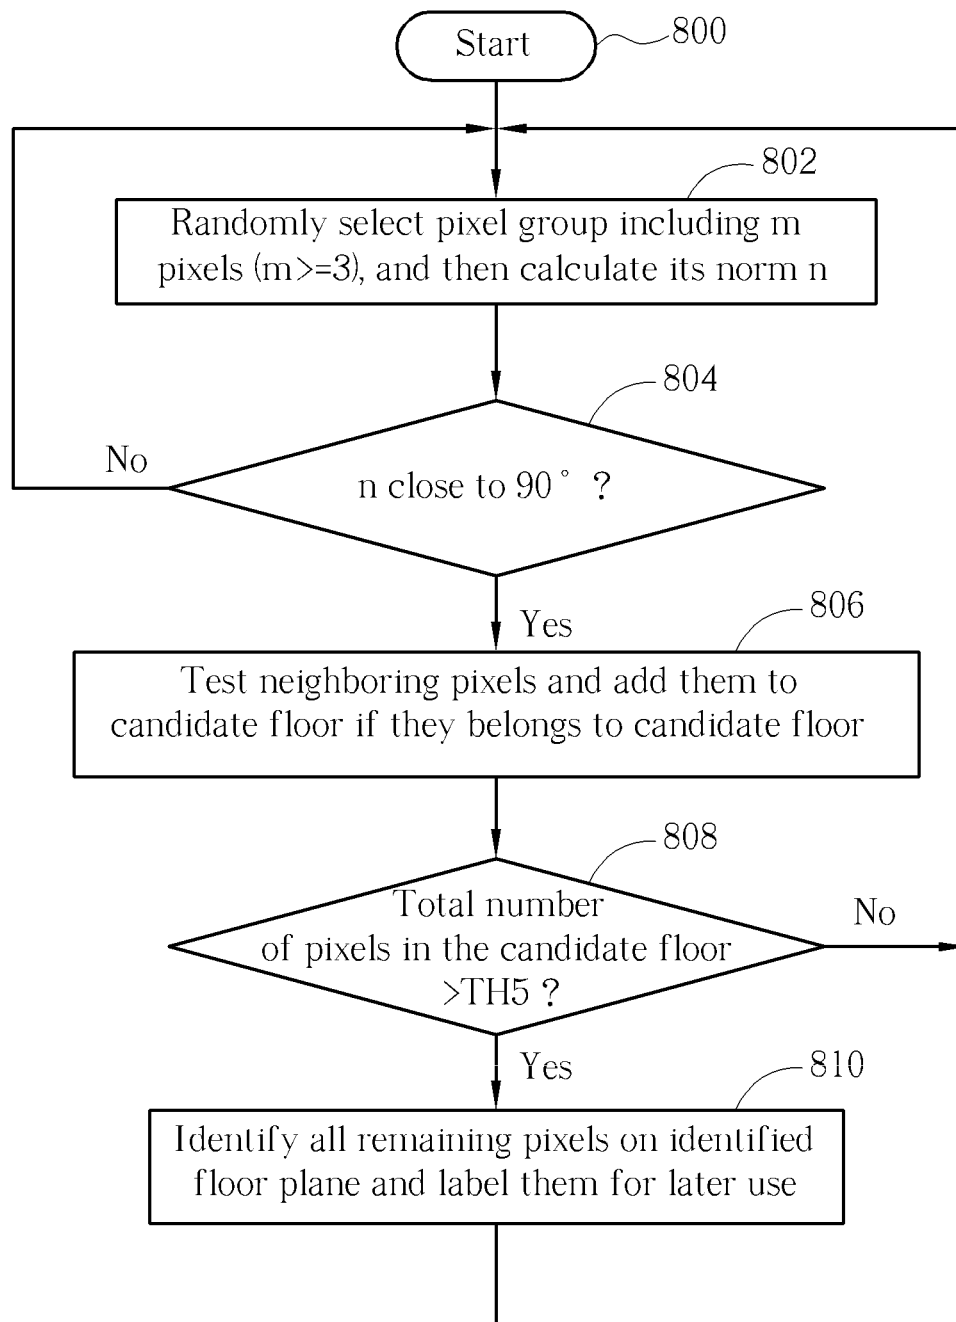 Start
800
802
Randomly select pixel group including m
pixels (m>=3), and then calculate its norm n
804
No
n close to 90° ?
Yes
806
Test neighboring pixels and add them to
candidate floor if they belongs to candidate floor
808
Total number
of pixels in the candidate floor
>TH5 ?
No
Yes
810
Identify all remaining pixels on identified
floor plane and label them for later use